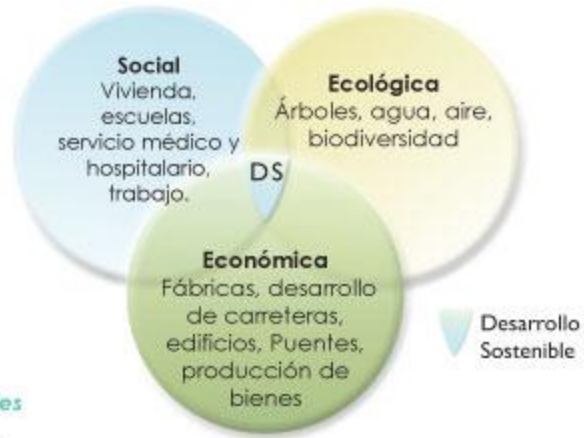 Social
Vivienda,
escuelas,
servicio médico y
hospitalario,
trabajo.
Ecológica
Árboles, agua, aire,
biodiversidad
DS
Económica
Fábricas, desarrollo
de carreteras,
edificios, Puentes,
producción de
bienes
Desarrollo
Sostenible
es